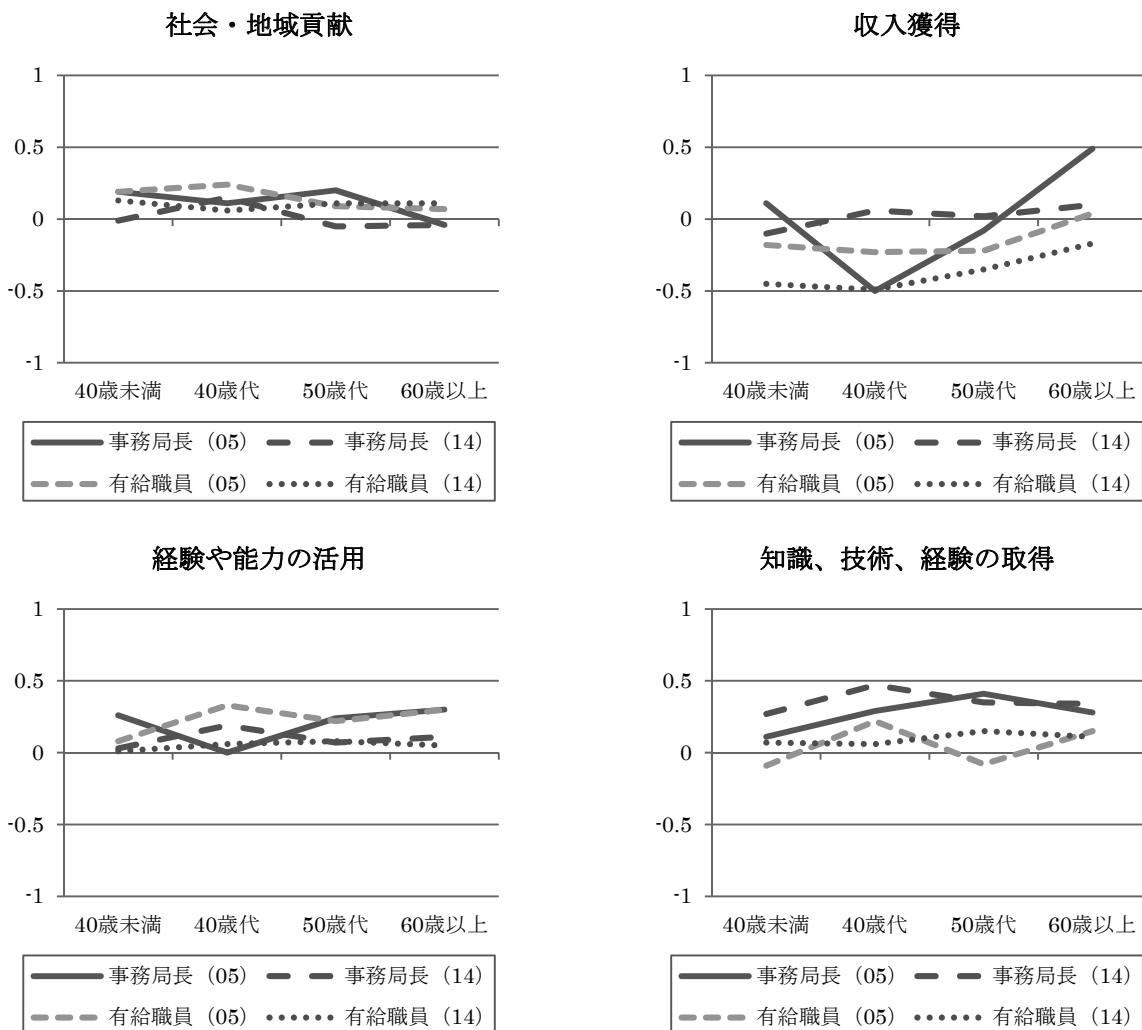 社会・地域貢献
1
0.5
0
-0.5
-1
40歳未満 40歳代 50歳代 60歳以上
事務局長（05） 事務局長（14）
有給職員（05） 有給職員（14）
収入獲得
1
0.5
0
-0.5
-1
40歳未満 40歳代 50歳代 60歳以上
事務局長（05） 事務局長（14）
有給職員（05） 有給職員（14）
経験や能力の活用
1
0.5
0
-0.5
-1
40歳未満 40歳代 50歳代 60歳以上
事務局長（05） 事務局長（14）
有給職員（05） 有給職員（14）
知識、技術、経験の取得
1
0.5
0
-0.5
-1
40歳未満 40歳代 50歳代 60歳以上
事務局長（05） 事務局長（14）
有給職員（05） 有給職員（14）